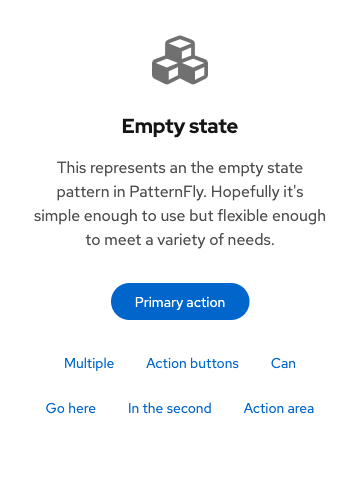 Empty state
This represents an the empty state
pattern in PatternFly. Hopefully it's
simple enough to use but flexible enough
to meet a variety of needs.
Primary action
Multiple Action buttons Can
Go here In the second Action area